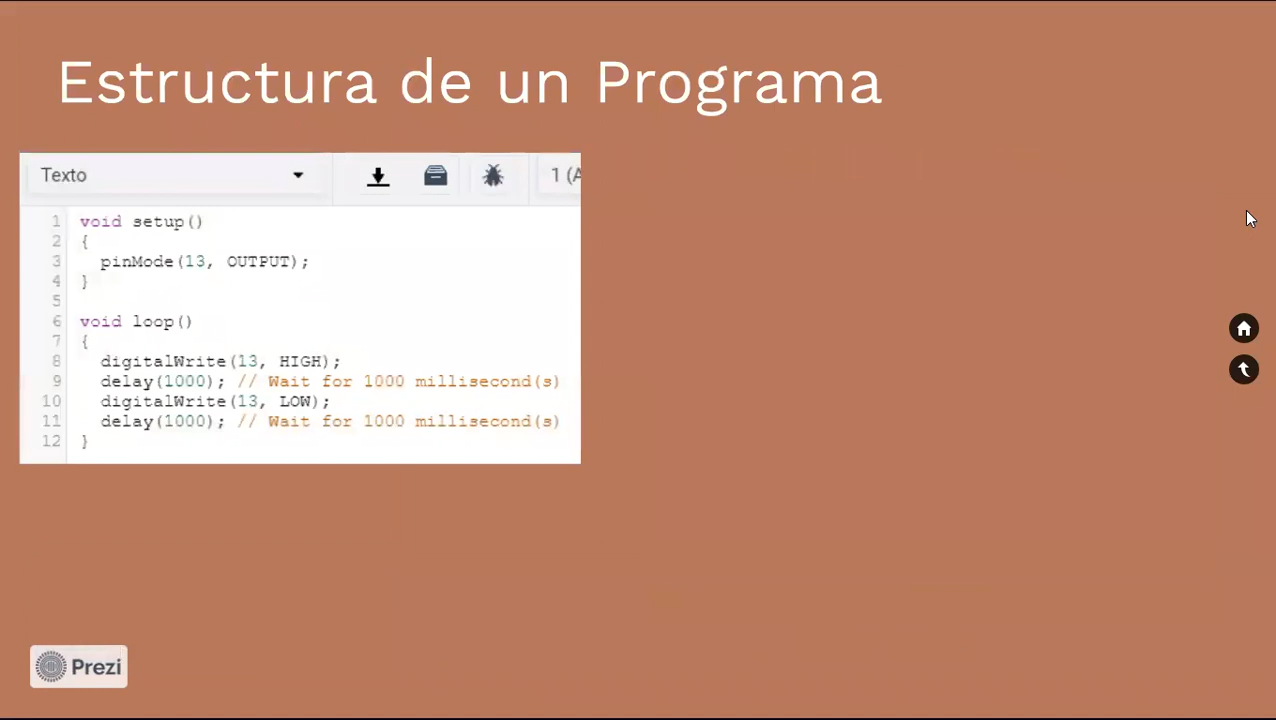 Estructura de un Programa
Texto
1 (A
1 void setup()
2 {
3   pinMode(13, OUTPUT);
4 }
5
6 void loop()
7 {
8   digitalWrite(13, HIGH);
9   delay(1000); // Wait for 1000 millisecond(s)
10   digitalWrite(13, LOW);
11   delay(1000); // Wait for 1000 millisecond(s)
12 }
Prezi